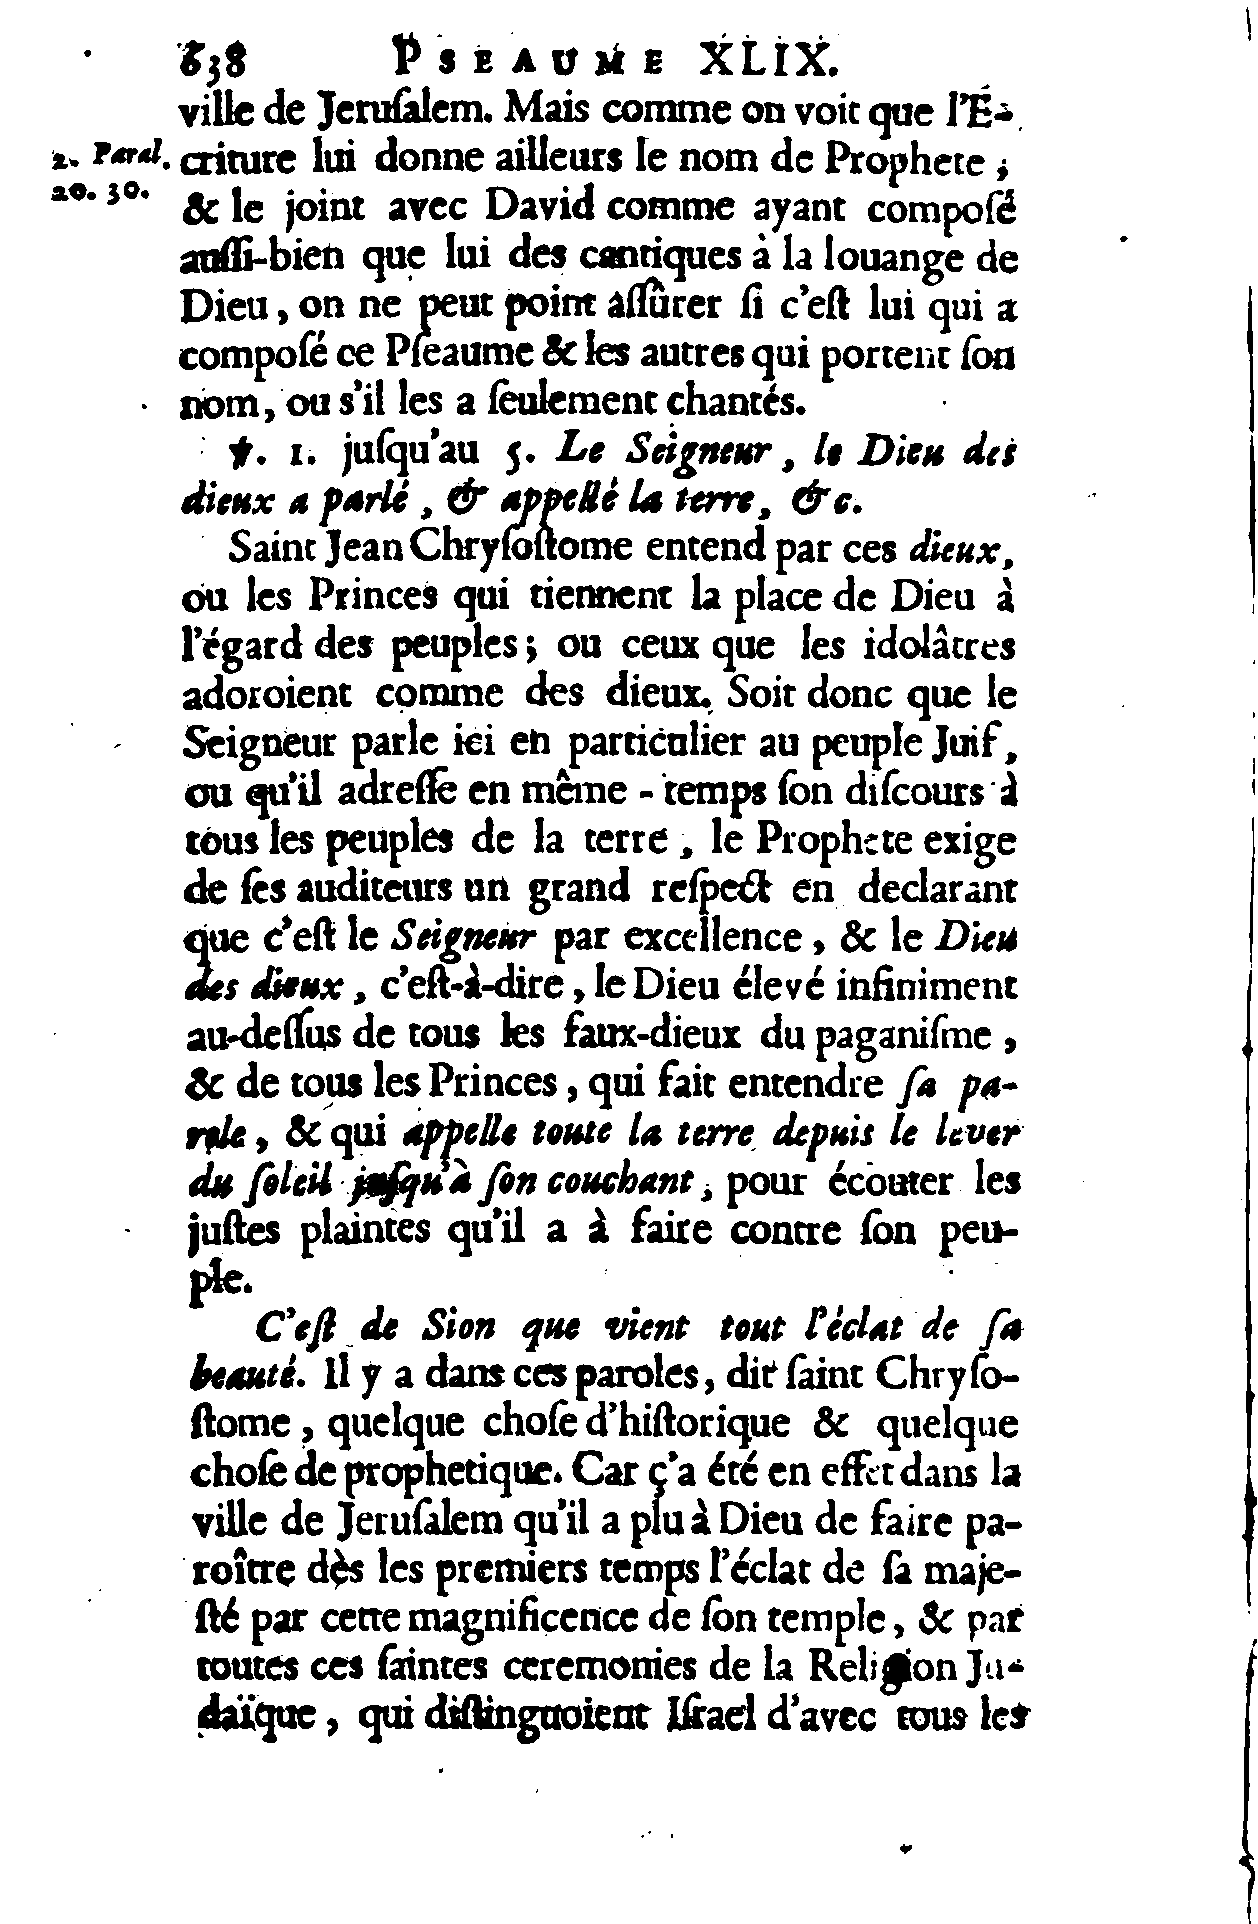 638 PSEAUME XLIX.
ville de Jeruſalem. Mais comme on voit que l'É-
2. Paral.
20. 30.
criture lui donne ailleurs le nom de Prophete,
& le joint avec David comme ayant compoſé
auſſi-bien que lui des cantiques à la louange de
Dieu, on ne peut point aſſûrer ſi c'eſt lui qui a
compoſé ce Pſeaume & les autres qui portent ſon
nom, ou s'il les a ſeulement chantés.
℣. 1. juſqu'au 5. Le Seigneur, le Dieu des
dieux a parlé, & appellé la terre, &c.
Saint Jean Chryſoſtome entend par ces dieux,
ou les Princes qui tiennent la place de Dieu à
l'égard des peuples; ou ceux que les idolâtres
adoroient comme des dieux. Soit donc que le
Seigneur parle ici en particulier au peuple Juif,
ou qu'il adreſſe en même-temps ſon diſcours à
tous les peuples de la terre, le Prophete exige
de ſes auditeurs un grand reſpect en declarant
que c'eſt le Seigneur par excellence, & le Dieu
des dieux, c'eſt-à-dire, le Dieu élevé infiniment
au-deſſus de tous les faux-dieux du paganiſme,
& de tous les Princes, qui fait entendre ſa pa-
role, & qui appelle toute la terre depuis le lever
du ſoleil juſqu'à ſon couchant, pour écouter les
juſtes plaintes qu'il a à faire contre ſon peu-
ple.
C'eſt de Sion que vient tout l'éclat de ſa
beauté. Il y a dans ces paroles, dit ſaint Chryſo-
ſtome, quelque choſe d'hiſtorique & quelque
choſe de prophetique. Car ç'a été en effet dans la
ville de Jeruſalem qu'il a plu à Dieu de faire pa-
roître dès les premiers temps l'éclat de ſa maje-
ſté par cette magnificence de ſon temple, & par
toutes ces ſaintes ceremonies de la Religion Ju-
daïque, qui diſtinguoient Iſrael d'avec tous les